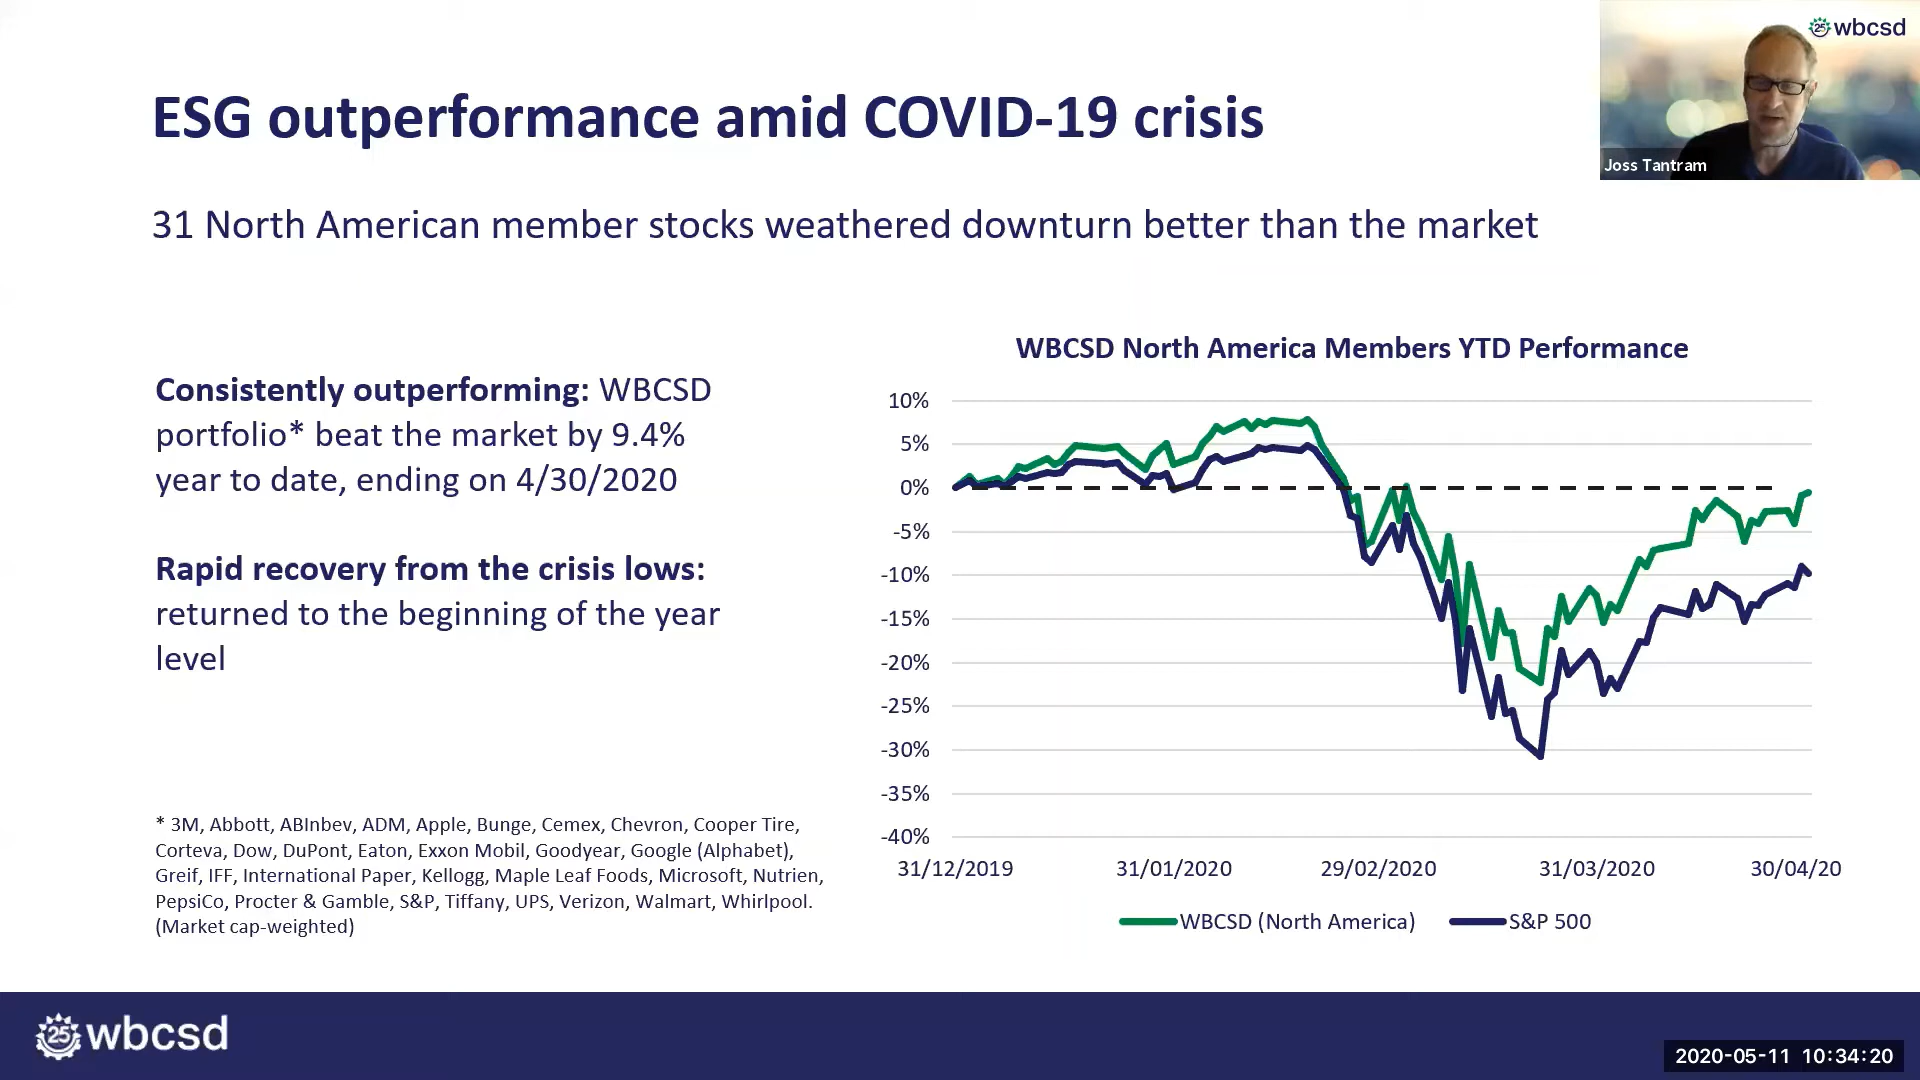 25 wbcsd
Joss Tantram
ESG outperformance amid COVID-19 crisis
31 North American member stocks weathered downturn better than the market
Consistently outperforming: WBCSD
portfolio* beat the market by 9.4%
year to date, ending on 4/30/2020
Rapid recovery from the crisis lows:
returned to the beginning of the year
level
* 3M, Abbott, ABInbev, ADM, Apple, Bunge, Cemex, Chevron, Cooper Tire,
Corteva, Dow, DuPont, Eaton, Exxon Mobil, Goodyear, Google (Alphabet),
Greif, IFF, International Paper, Kellogg, Maple Leaf Foods, Microsoft, Nutrien,
PepsiCo, Procter & Gamble, S&P, Tiffany, UPS, Verizon, Walmart, Whirlpool.
(Market cap-weighted)
WBCSD North America Members YTD Performance
10%
5%
0%
-5%
-10%
-15%
-20%
-25%
-30%
-35%
-40%
31/12/2019 31/01/2020 29/02/2020 31/03/2020 30/04/20
WBCSD (North America) S&P 500
25 wbcsd
2020-05-11 10:34:20